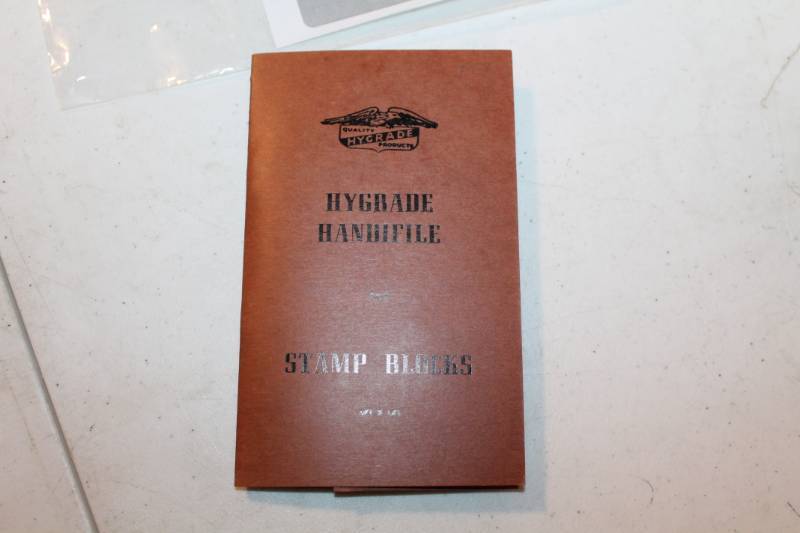 QUALITY
HYGRADE
PRODUCTS
HYGRADE
HANDIFILE
STAMP BLOCKS